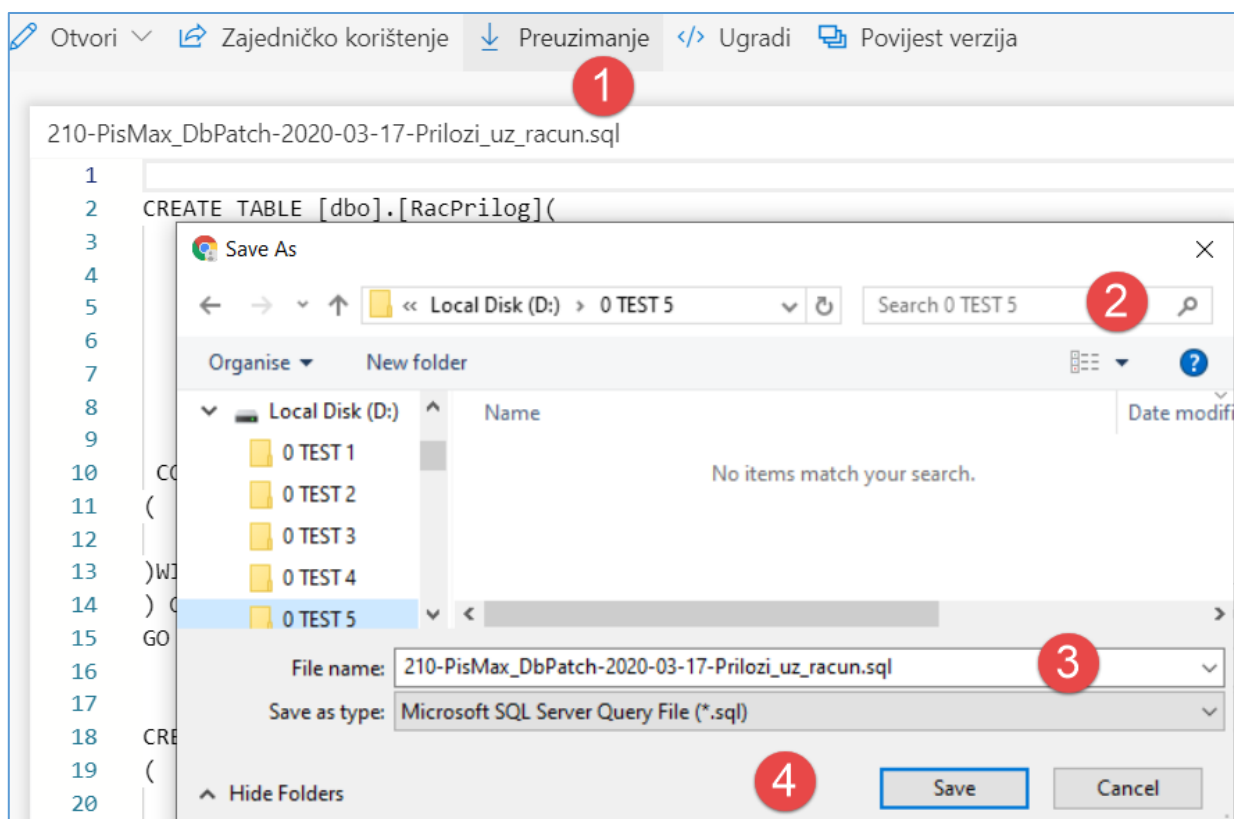 Otvori Zajedničko korištenje Preuzimanje </> Ugradi Povijest verzija
1
210-PisMax_DbPatch-2020-03-17-Prilozi_uz_racun.sql
1
2 CREATE TABLE [dbo].[RacPrilog](
3
Save As
4
5
« Local Disk (D:) › 0 TEST 5
Search 0 TEST 5
2
6
7
Organise New folder
?
8
Local Disk (D:)
Name
Date modifi
9
0 TEST 1
10 CO
No items match your search.
11 (
0 TEST 2
12
0 TEST 3
13 )WI
0 TEST 4
14 ) O
0 TEST 5
15 GO
16
File name: 210-PisMax_DbPatch-2020-03-17-Prilozi_uz_racun.sql
3
17
Save as type: Microsoft SQL Server Query File (*.sql)
18 CRE
19 (
20
Hide Folders
4
Save
Cancel